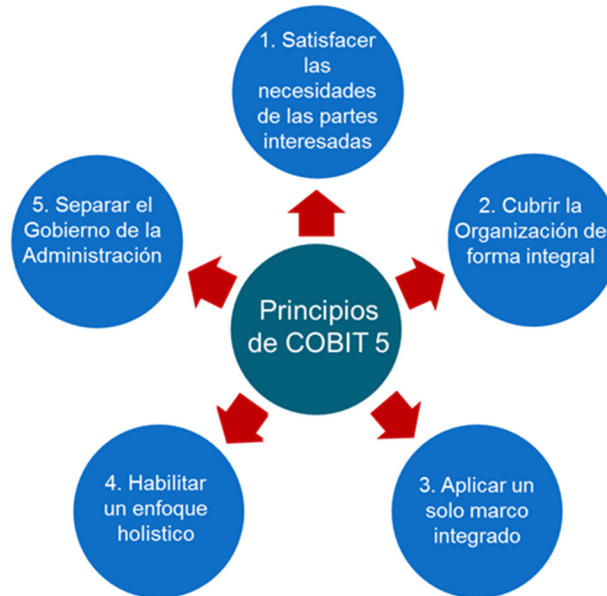 1. Satisfacer
las
necesidades
de las partes
interesadas
5. Separar el
Gobierno de la
Administración
2. Cubrir la
Organización de
forma integral
Principios
de COBIT 5
4. Habilitar
un enfoque
holistico
3. Aplicar un
solo marco
integrado